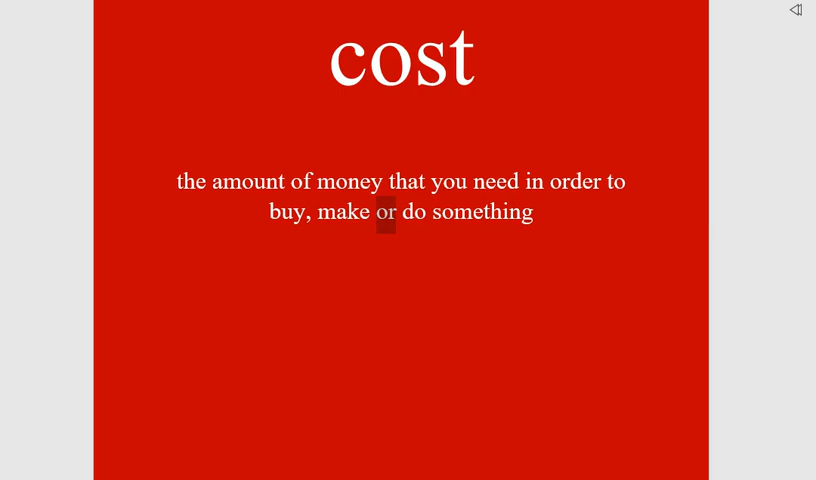 cost
the amount of money that you need in order to
buy, make or do something